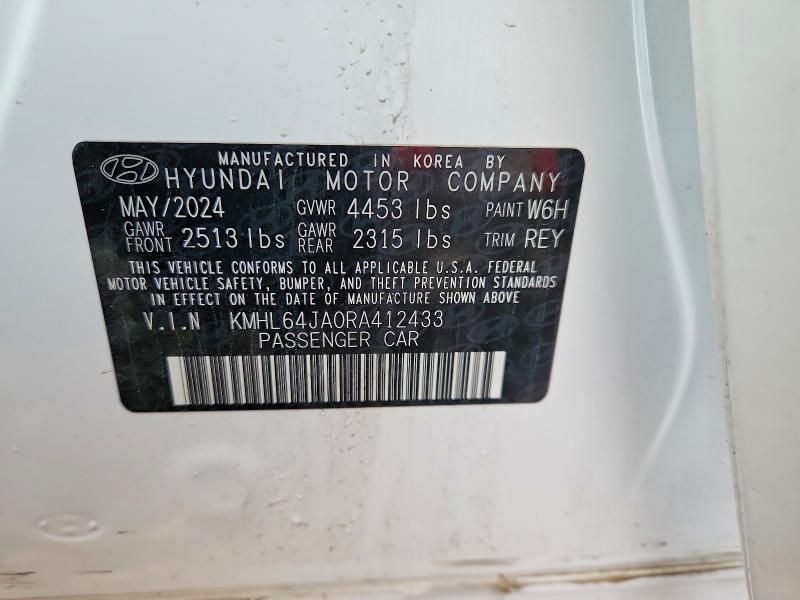 MANUFACTURED IN KOREA BY
HYUNDAI MOTOR COMPANY
MAY/2024 GVWR 4453 lbs PAINT W6H
GAWR FRONT 2513 lbs GAWR REAR 2315 lbs TRIM REY
THIS VEHICLE CONFORMS TO ALL APPLICABLE U.S.A. FEDERAL
MOTOR VEHICLE SAFETY, BUMPER, AND THEFT PREVENTION STANDARDS
IN EFFECT ON THE DATE OF MANUFACTURE SHOWN ABOVE
V.I.N KMHL64JA0RA412433
PASSENGER CAR